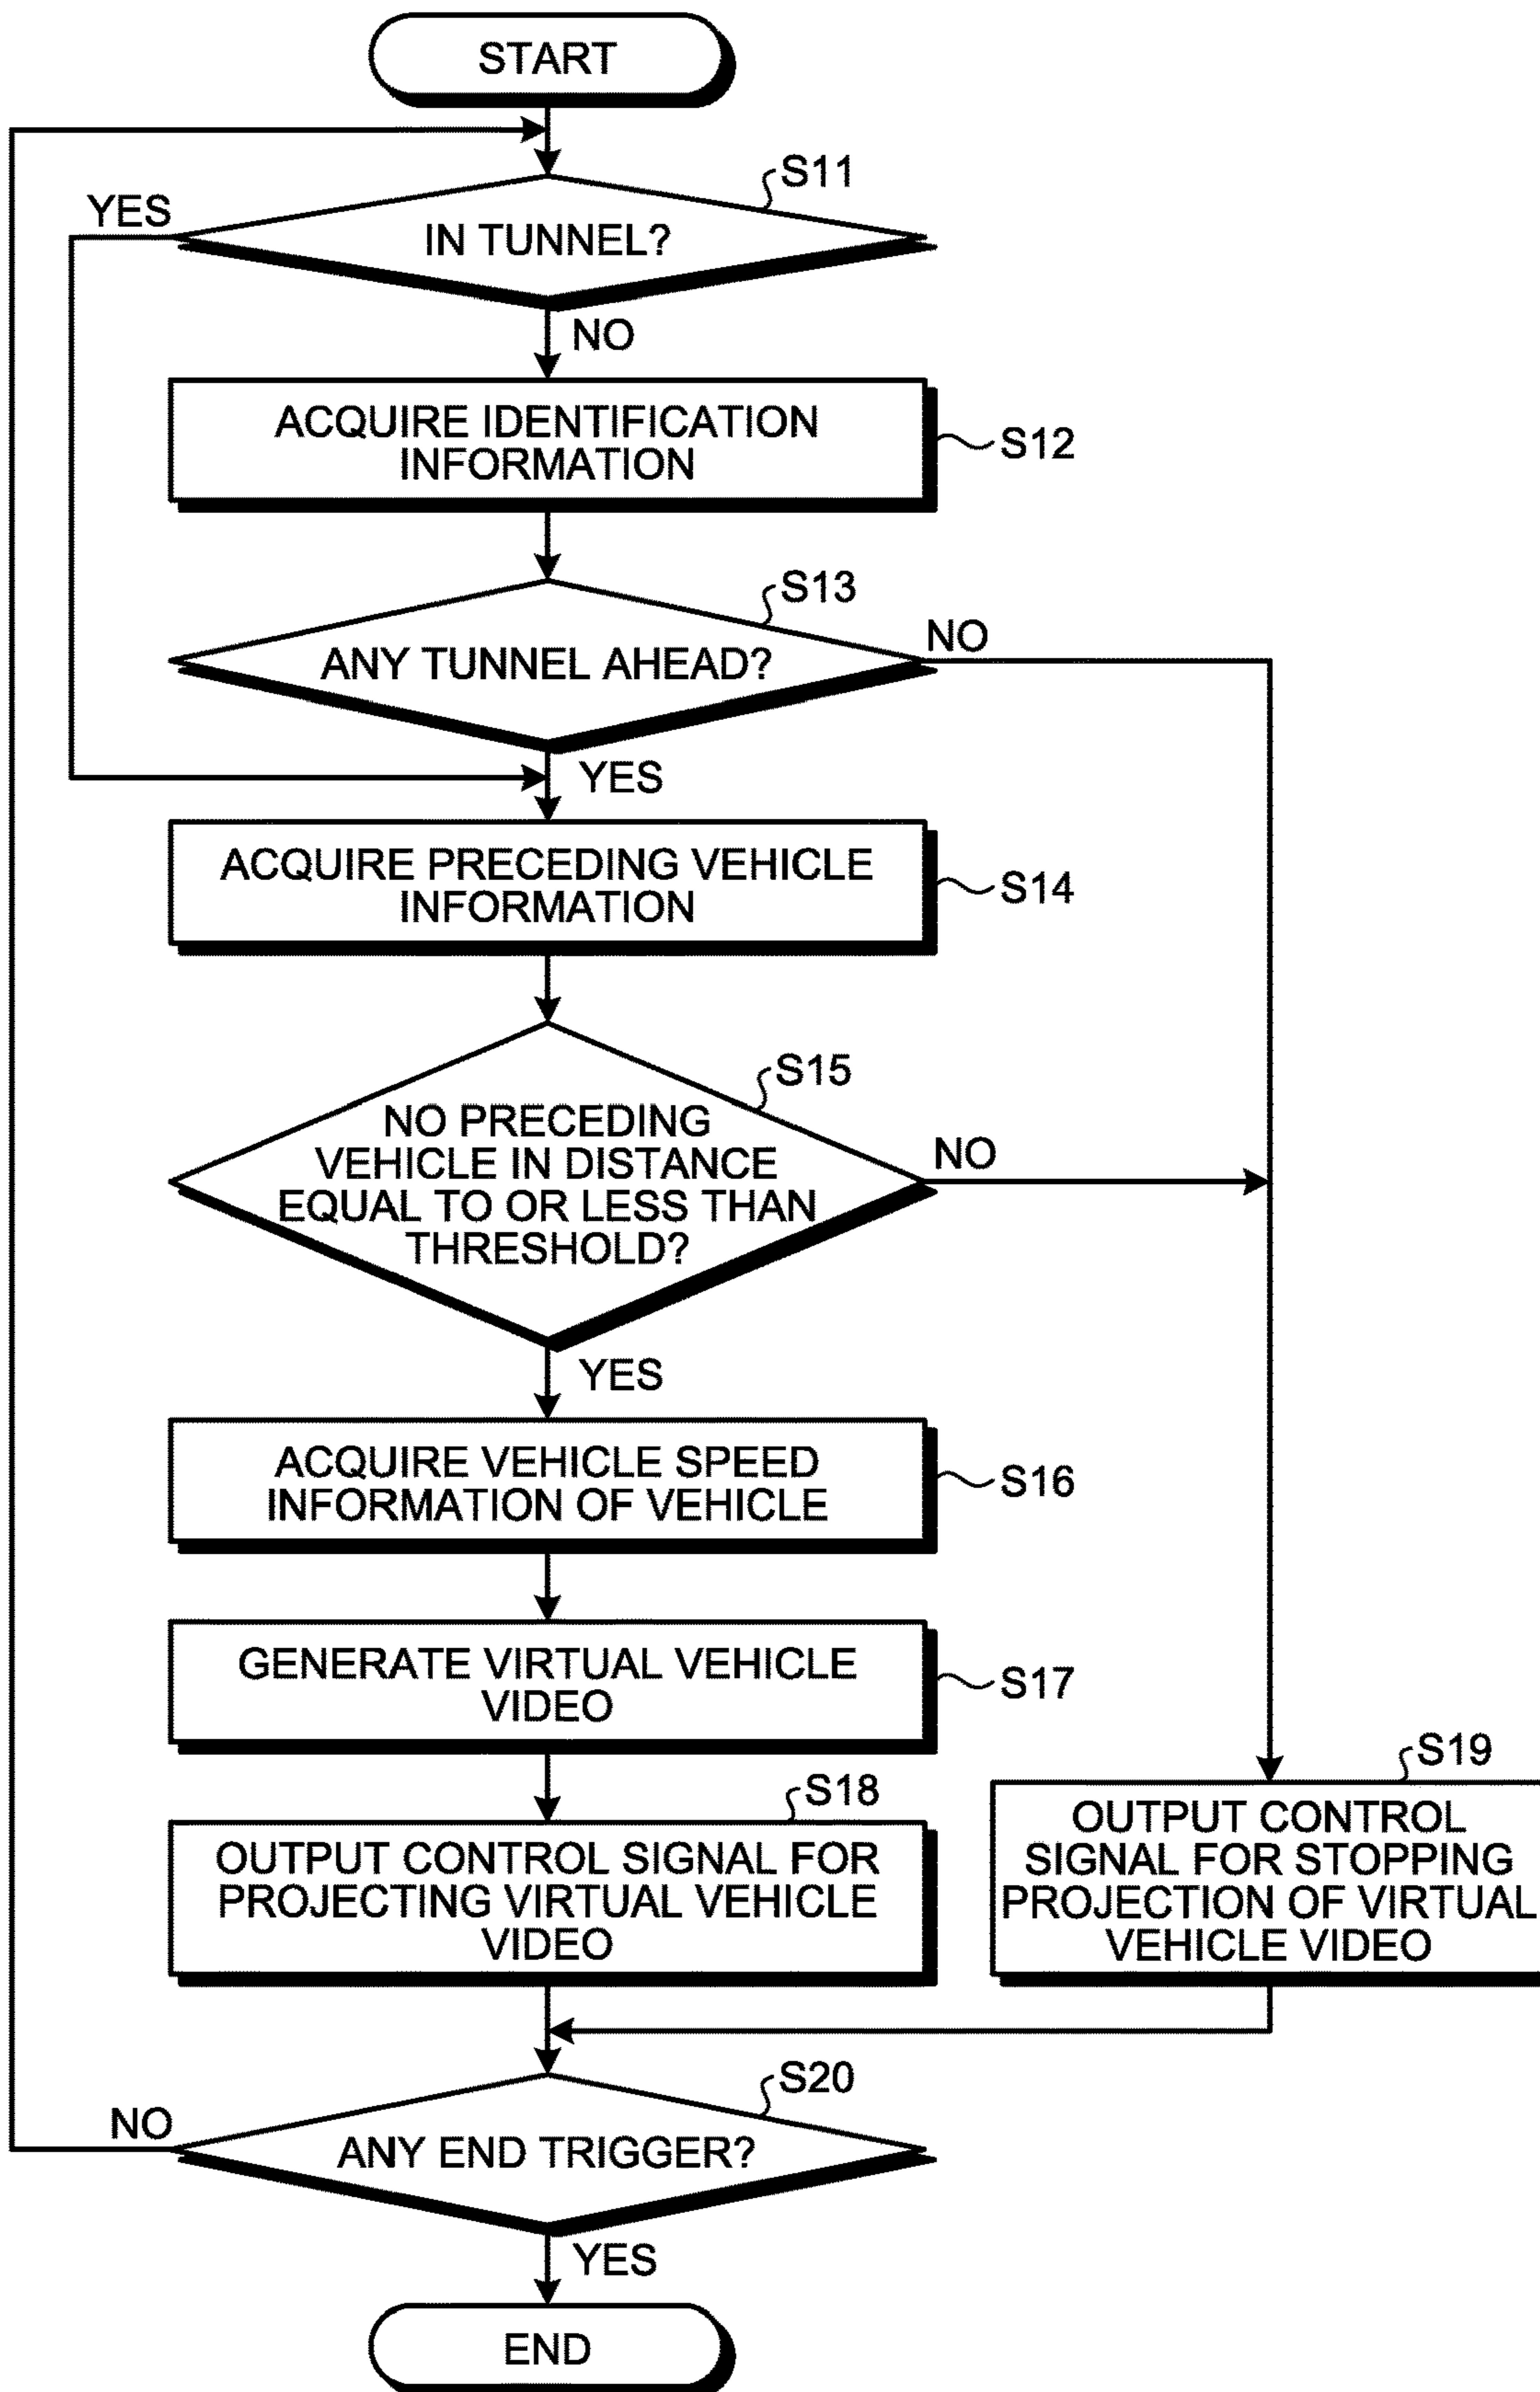 START
S11
YES
IN TUNNEL?
NO
ACQUIRE IDENTIFICATION
INFORMATION
S12
S13
NO
ANY TUNNEL AHEAD?
YES
ACQUIRE PRECEDING VEHICLE
INFORMATION
S14
S15
NO PRECEDING
VEHICLE IN DISTANCE
EQUAL TO OR LESS THAN
THRESHOLD?
NO
YES
ACQUIRE VEHICLE SPEED
INFORMATION OF VEHICLE
S16
GENERATE VIRTUAL VEHICLE
VIDEO
S17
S18
OUTPUT CONTROL SIGNAL FOR
PROJECTING VIRTUAL VEHICLE
VIDEO
S19
OUTPUT CONTROL
SIGNAL FOR STOPPING
PROJECTION OF VIRTUAL
VEHICLE VIDEO
S20
NO
ANY END TRIGGER?
YES
END